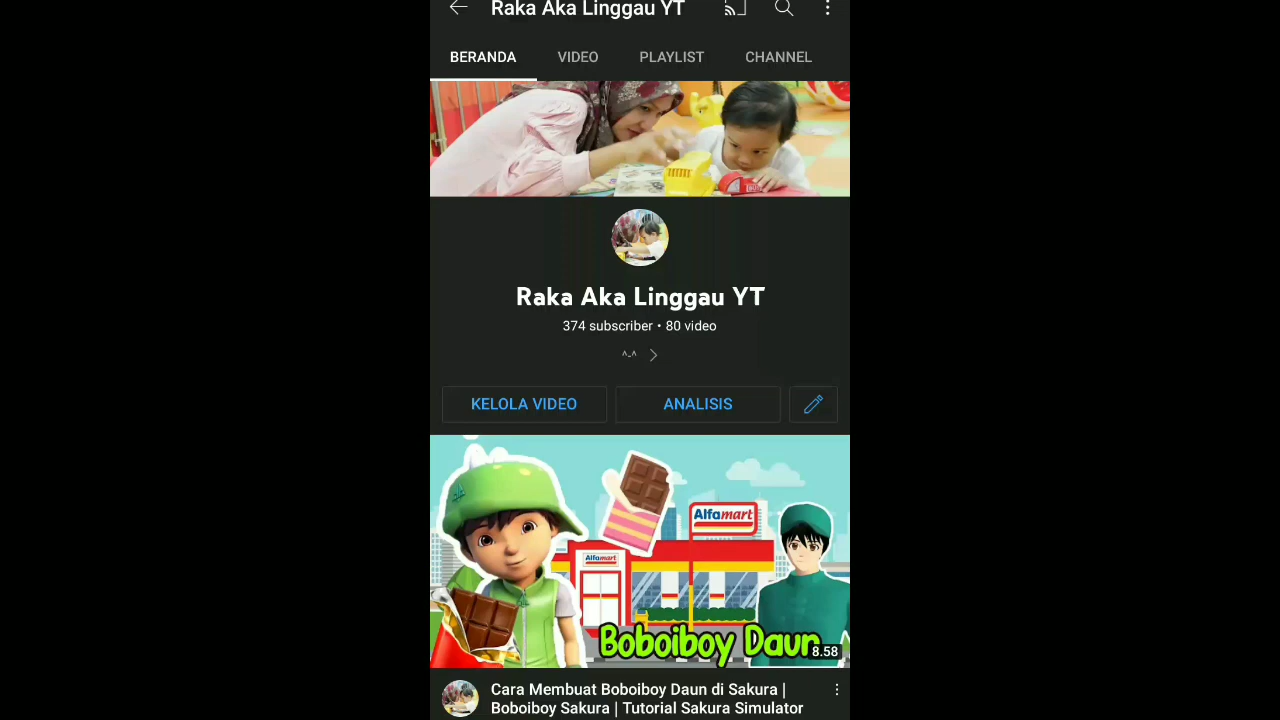 Raka Aka Linggau YT
BERANDA VIDEO PLAYLIST CHANNEL
Raka Aka Linggau YT
374 subscriber • 80 video
^-^
KELOLA VIDEO ANALISIS
Alfamart
Alfamart
Boboiboy Daun
8.58
Cara Membuat Boboiboy Daun di Sakura |
Boboiboy Sakura | Tutorial Sakura Simulator